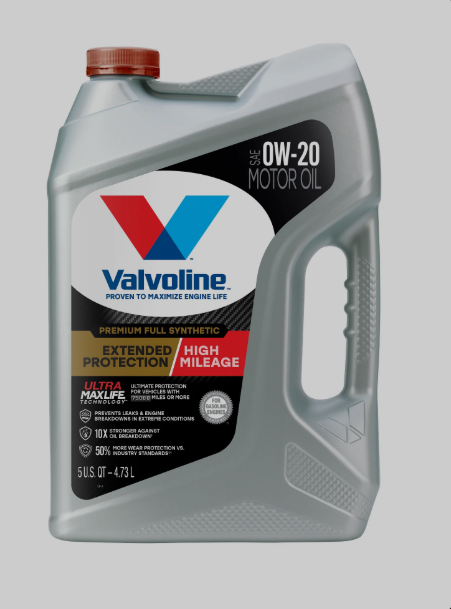 SAE 0W-20
MOTOR OIL
Valvoline™
PROVEN TO MAXIMIZE ENGINE LIFE
PREMIUM FULL SYNTHETIC
EXTENDED PROTECTION / HIGH MILEAGE
ULTRA
MAXLIFE
TECHNOLOGY
ULTIMATE PROTECTION
FOR VEHICLES WITH
MILES OR MORE
FOR
GASOLINE
ENGINES
PREVENTS LEAKS & ENGINE
BREAKDOWNS IN EXTREME CONDITIONS
10X STRONGER AGAINST
OIL BREAKDOWN
50% MORE WEAR PROTECTION VS.
INDUSTRY STANDARDS
5 U.S. QT – 4.73 L